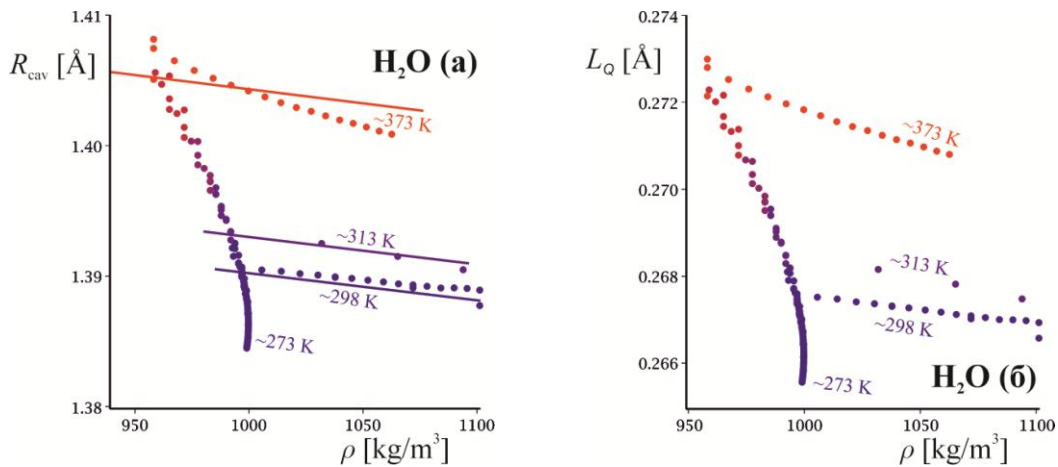 1.41
R_cav [Å]
H₂O (а)
~373 K
1.40
~313 K
1.39
~298 K
~273 K
1.38
950 1000 1050 1100
ρ [kg/m³]
0.274
L_Q [Å]
0.272
~373 K
0.270
0.268
~313 K
~298 K
0.266
~273 K
H₂O (б)
950 1000 1050 1100
ρ [kg/m³]